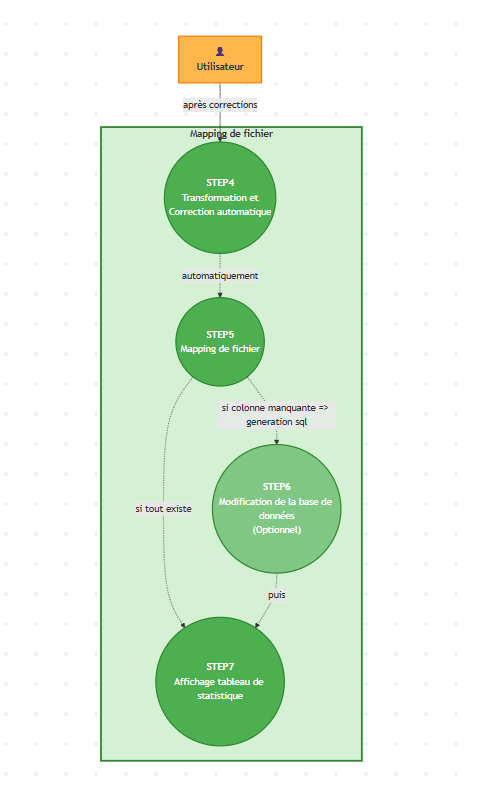 Utilisateur
après corrections
Mapping de fichier
STEP4
Transformation et
Correction automatique
automatiquement
STEP5
Mapping de fichier
si colonne manquante =>
generation sql
STEP6
Modification de la base de
données
(Optionnel)
si tout existe
puis
STEP7
Affichage tableau de
statistique